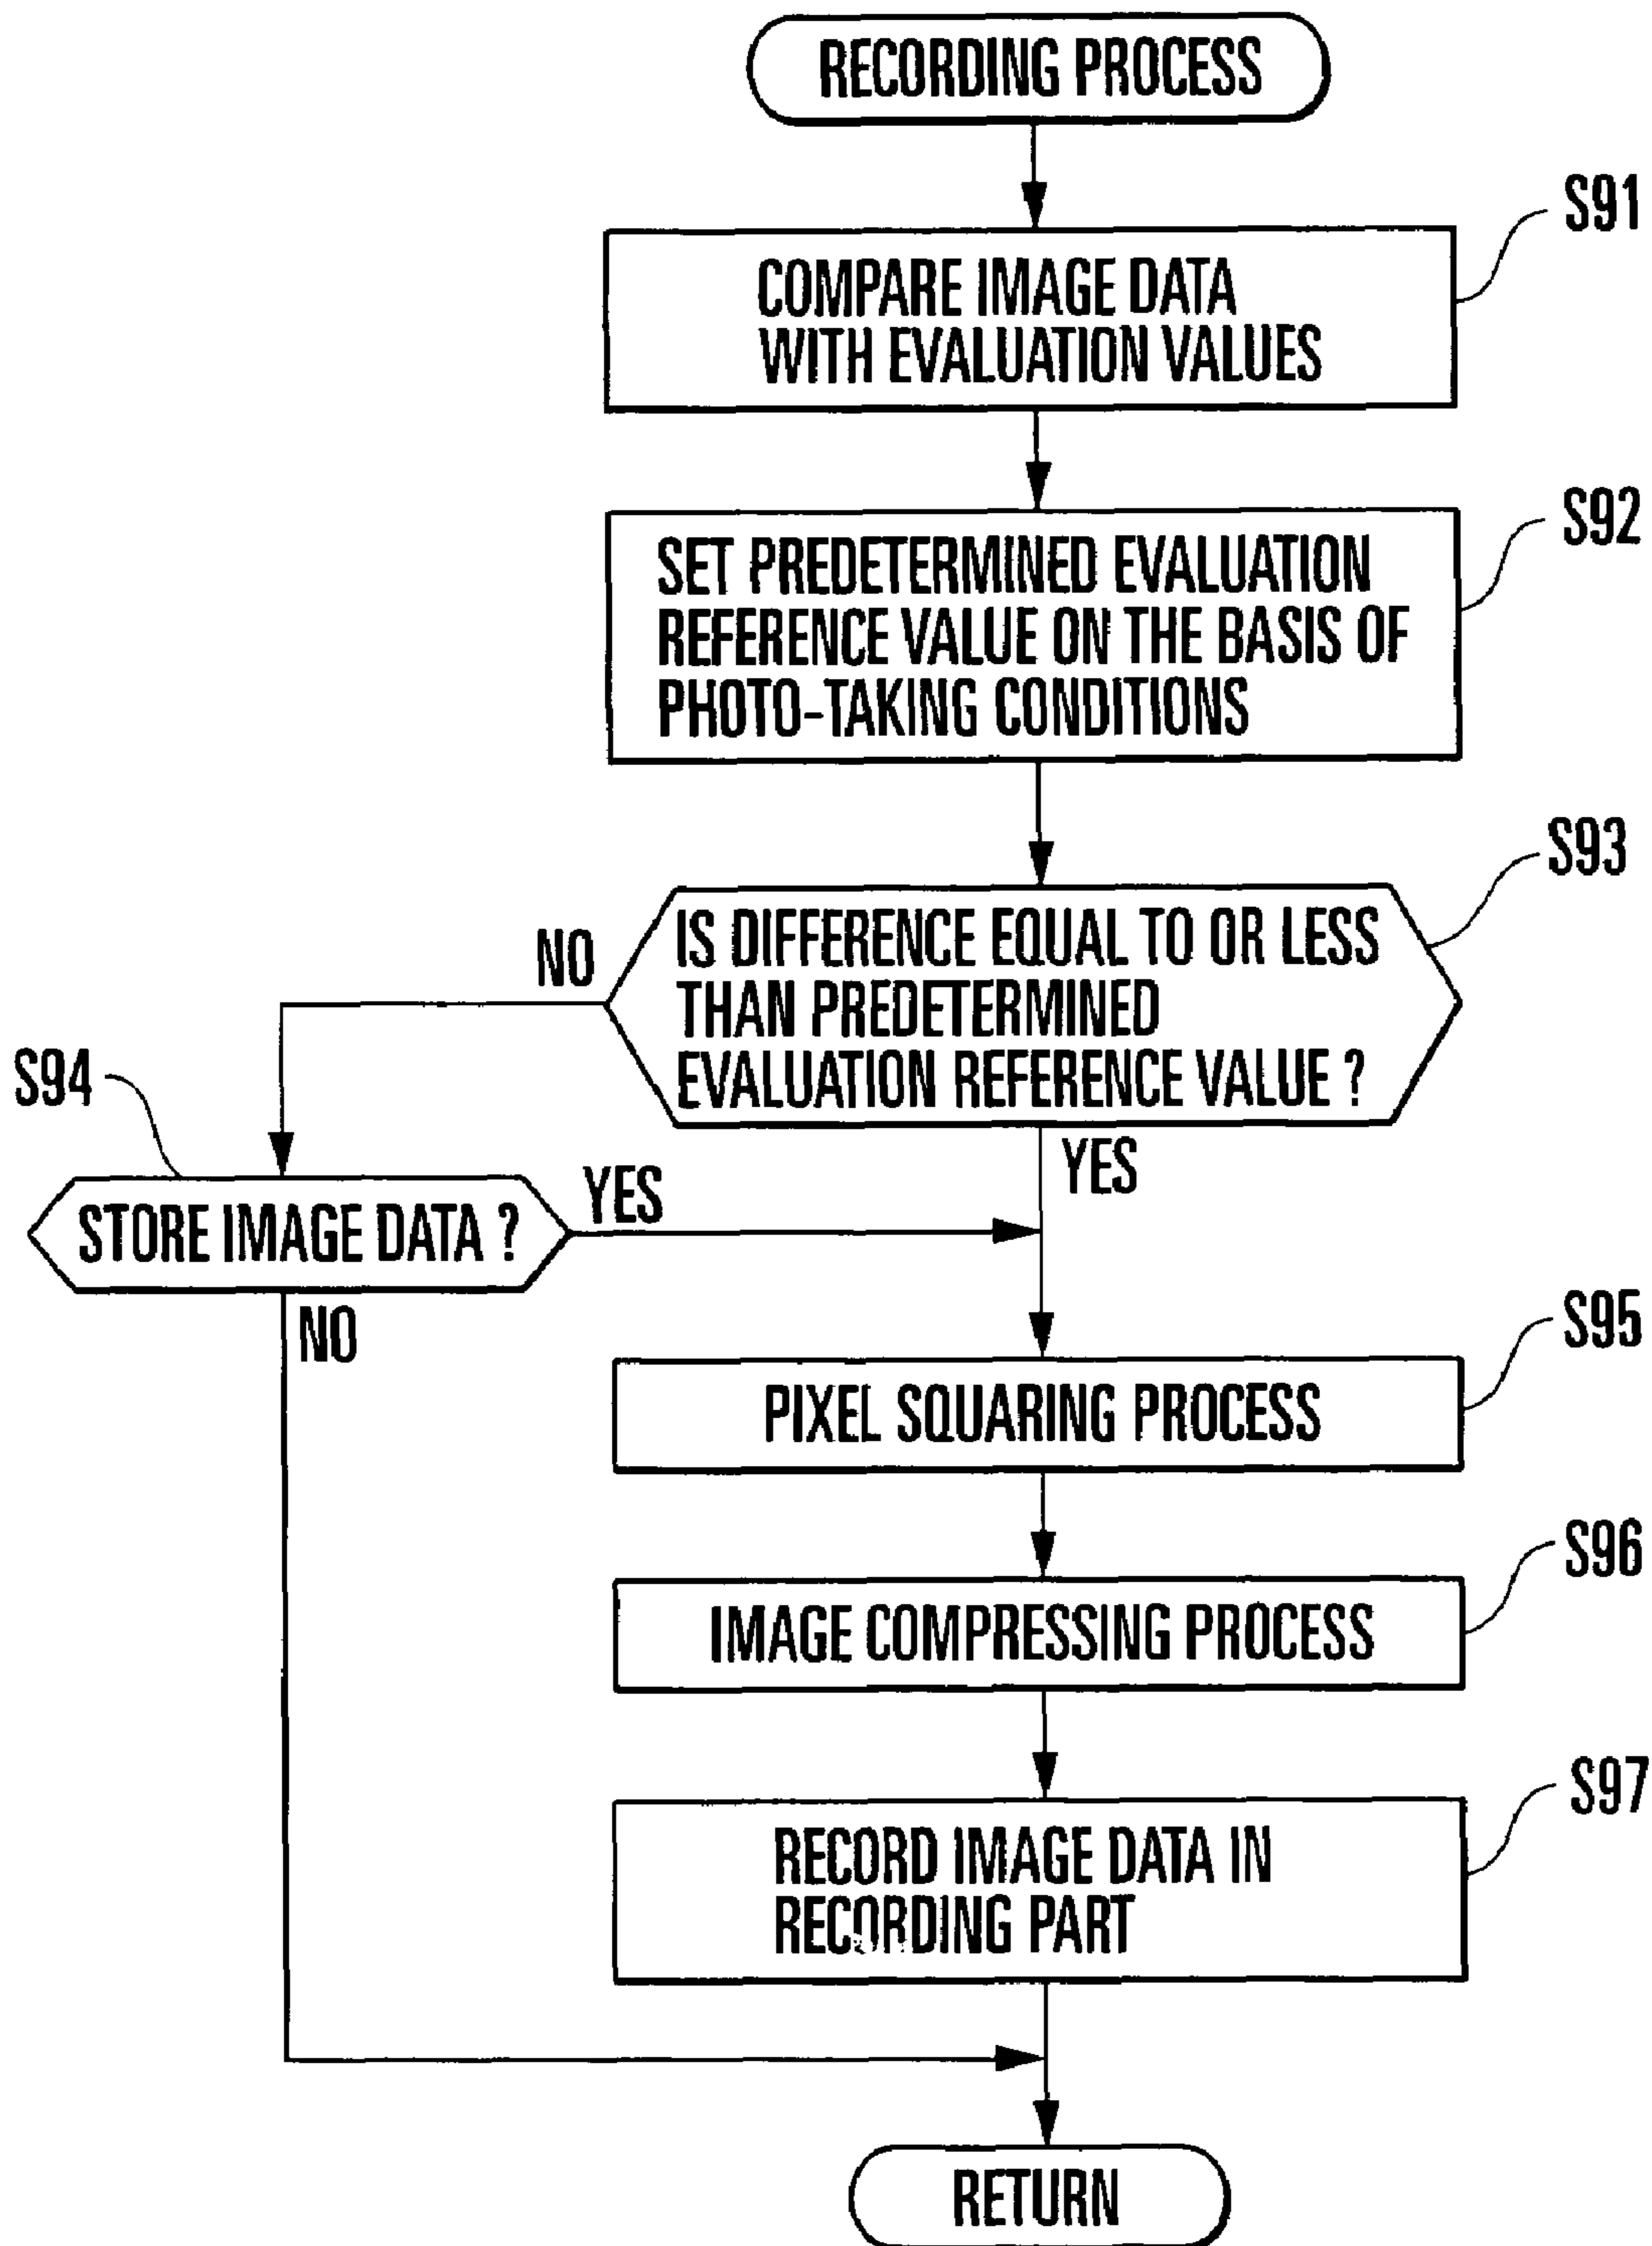 RECORDING PROCESS
S91
COMPARE IMAGE DATA
WITH EVALUATION VALUES
S92
SET PREDETERMINED EVALUATION
REFERENCE VALUE ON THE BASIS OF
PHOTO-TAKING CONDITIONS
S93
IS DIFFERENCE EQUAL TO OR LESS
THAN PREDETERMINED
EVALUATION REFERENCE VALUE ?
NO
YES
S94
STORE IMAGE DATA ?
YES
NO
S95
PIXEL SQUARING PROCESS
S96
IMAGE COMPRESSING PROCESS
S97
RECORD IMAGE DATA IN
RECORDING PART
RETURN